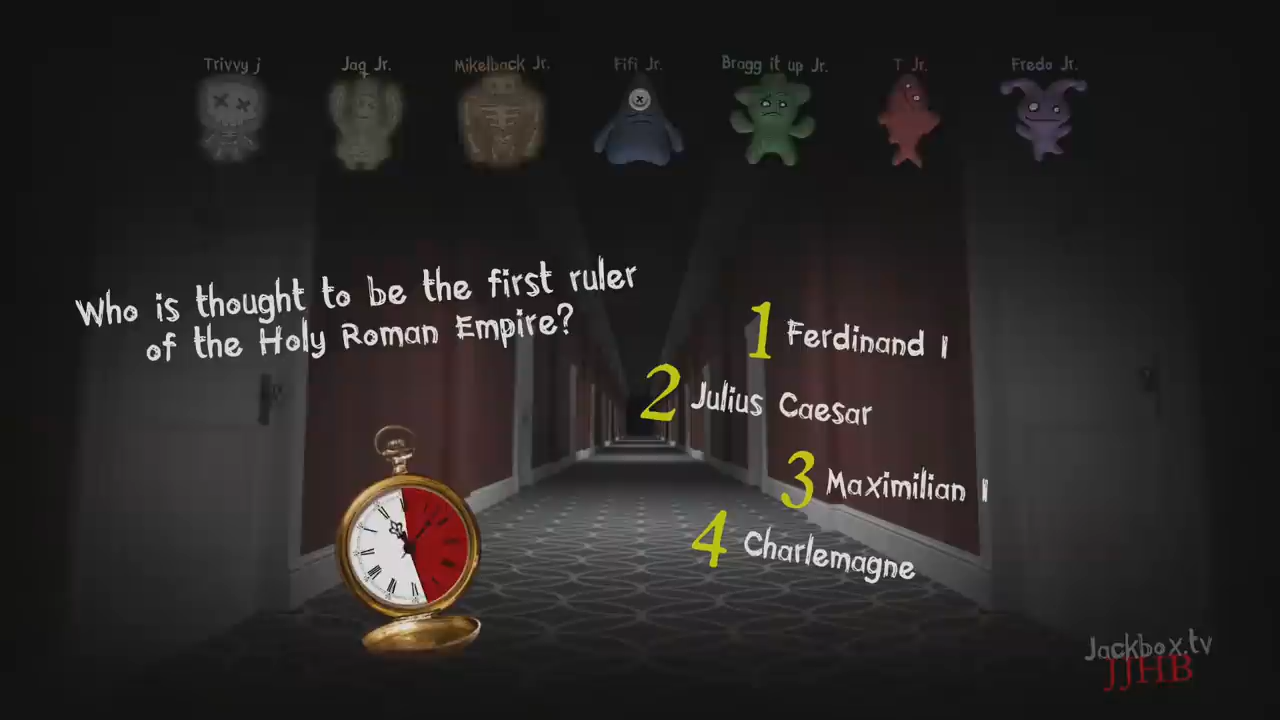 Trivvy j
Jaq Jr.
Mikelback Jr.
Fifi Jr.
Bragg it up Jr.
T Jr.
Fredo Jr.
Who is thought to be the first ruler
of the Holy Roman Empire?
1 Ferdinand I
2 Julius Caesar
3 Maximilian I
4 Charlemagne
Jackbox.tv
JJHB